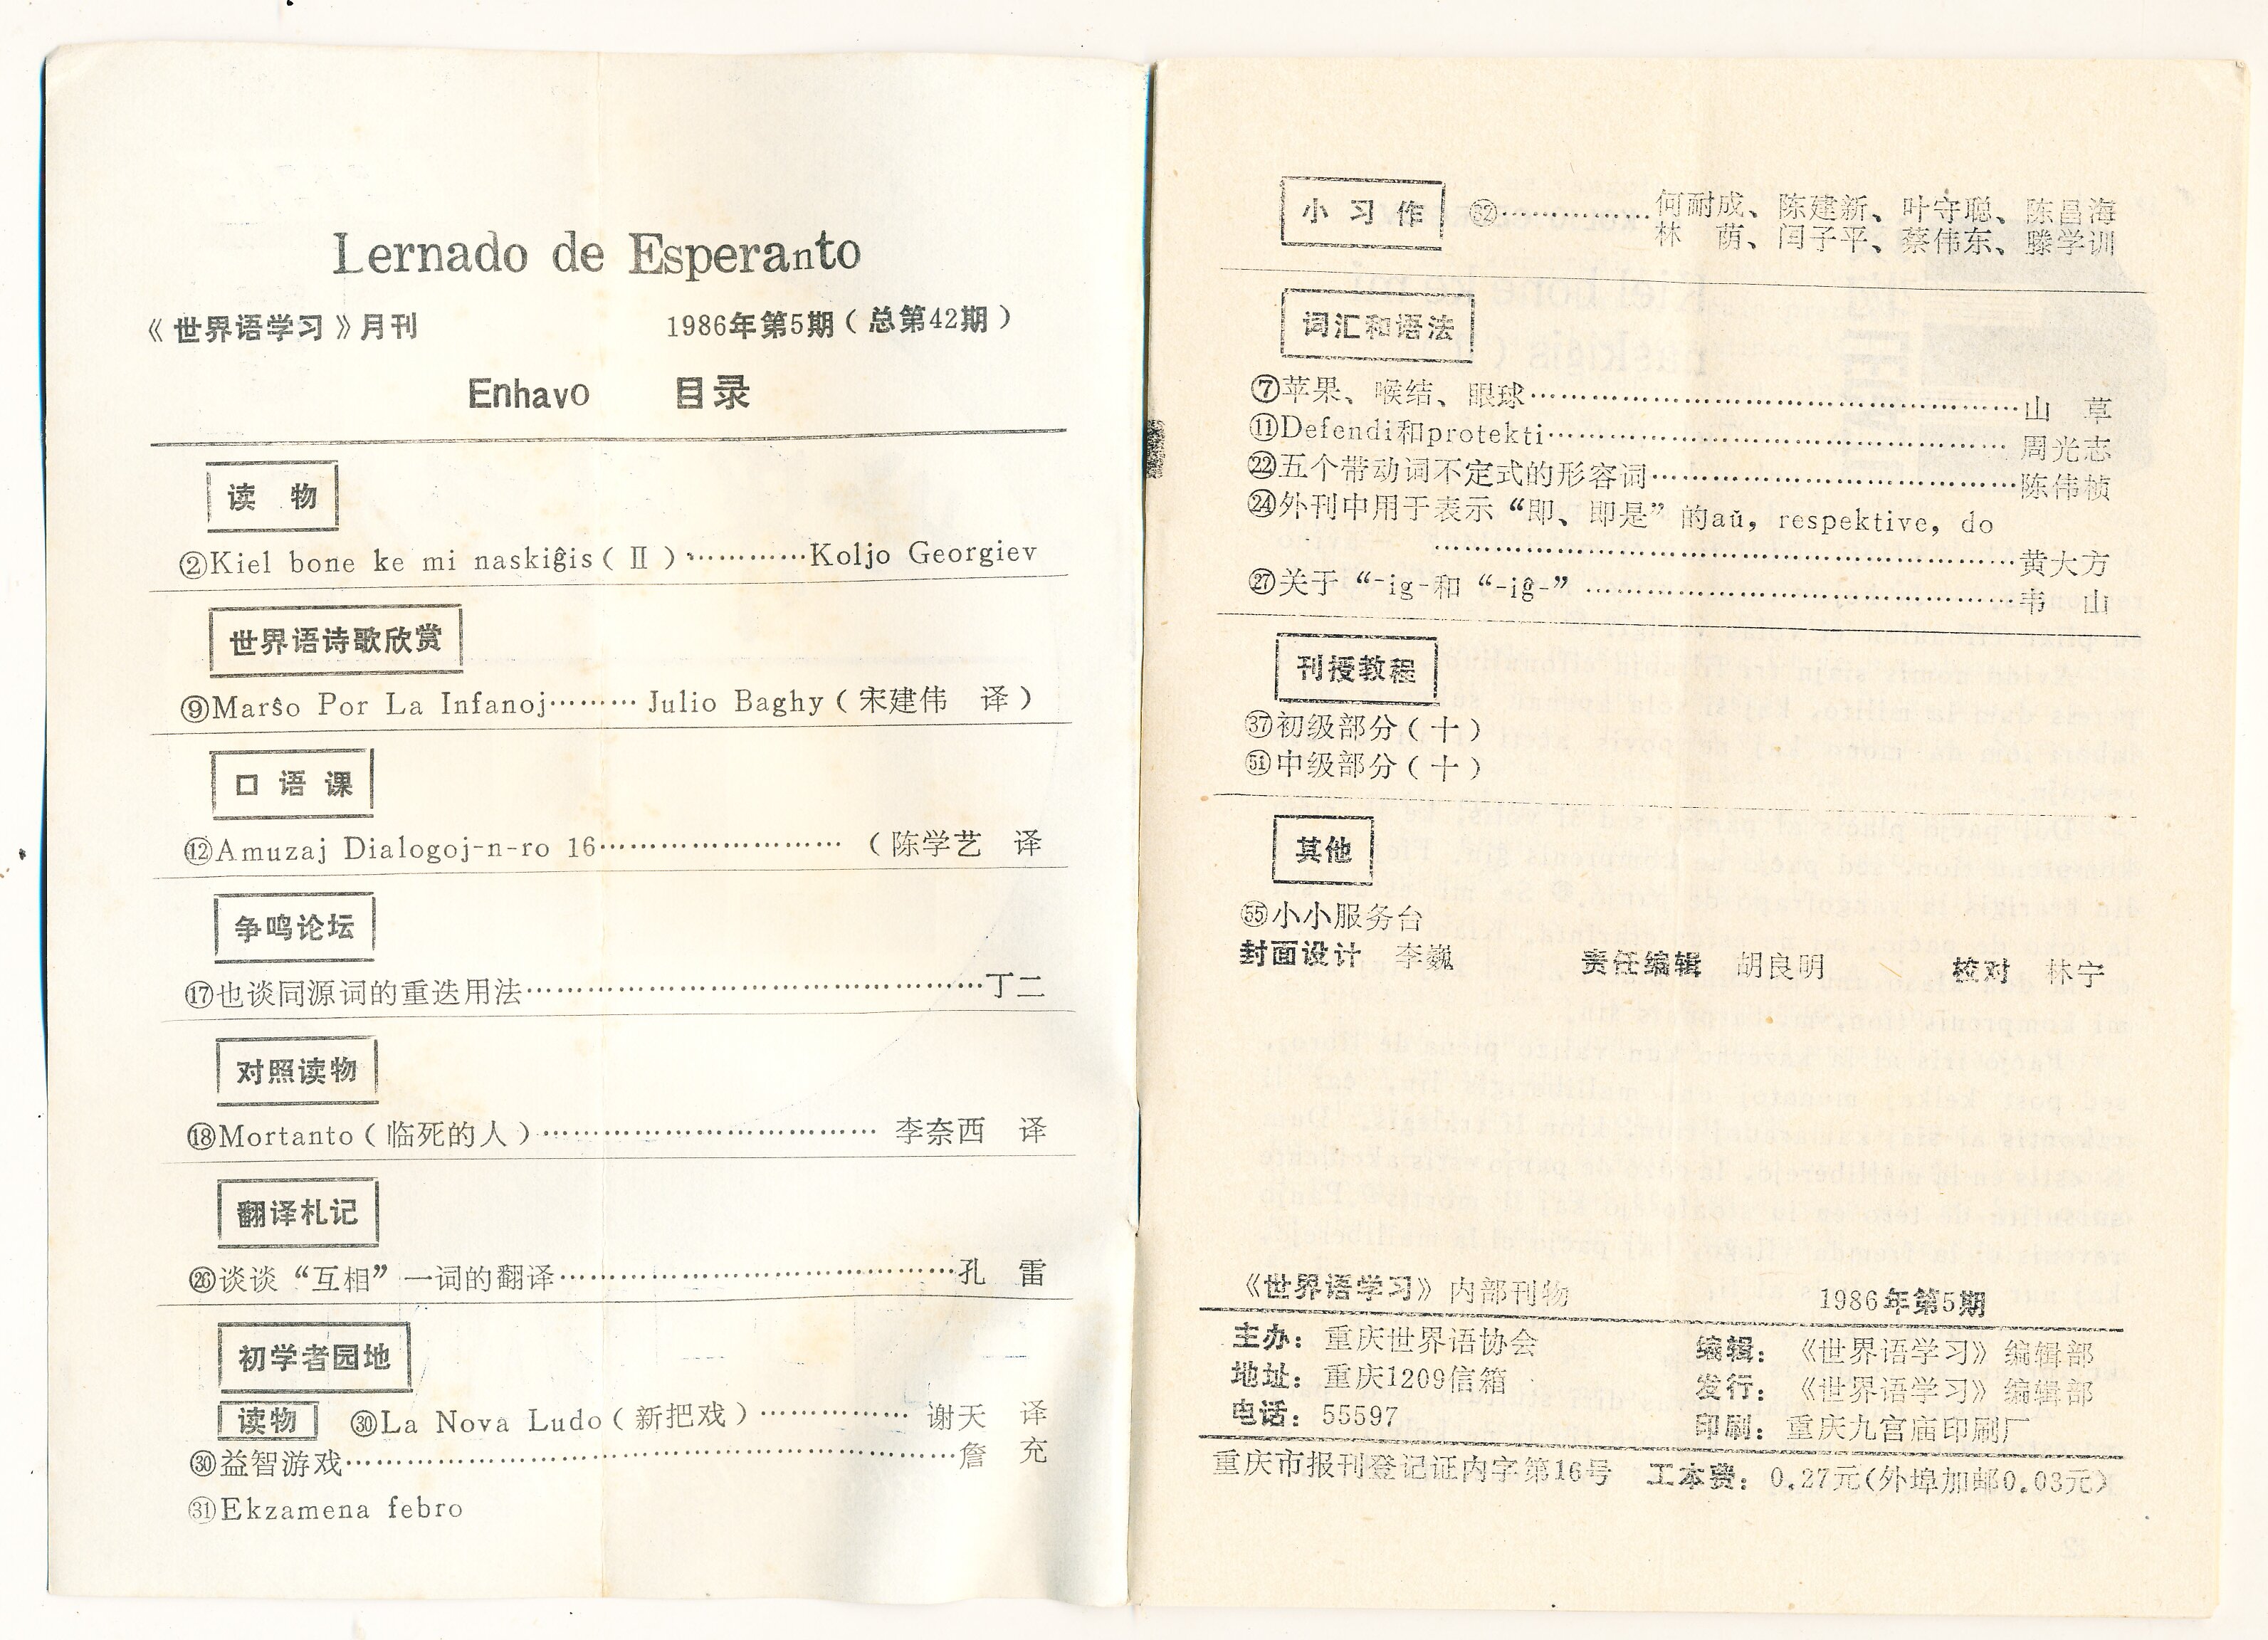 Lernado de Esperanto
《世界语学习》月刊 1986年第5期（总第42期）
Enhavo 目录
读 物
②Kiel bone ke mi naskiĝis（Ⅱ）…………Koljo Georgiev
世界语诗歌欣赏
⑨Marŝo Por La Infanoj………Julio Baghy（宋建伟 译）
口 语 课
⑫Amuzaj Dialogoj-n-ro 16………………………（陈学艺 译
争鸣论坛
⑰也谈同源词的重迭用法………………………………………丁二
对照读物
⑱Mortanto（临死的人）………………………………李奈西 译
翻译札记
㉖谈谈“互相”一词的翻译……………………………………孔 雷
初学者园地
读物 ㉚La Nova Ludo（新把戏）……………谢天 译
㉚益智游戏……………………………………………………詹 充
㉛Ekzamena febro
小 习 作 ㉜……………何耐成、陈建新、叶守聪、陈昌海
林 荫、闫子平、蔡伟东、滕学训
词汇和语法
⑦苹果、喉结、眼球……………………………………………山 草
⑪Defendi和protekti…………………………………………周光志
㉒五个带动词不定式的形容词…………………………………陈伟桢
㉔外刊中用于表示“即、即是”的aŭ, respektive, do
……………………………………………………黄大方
㉗关于“-ig-和“-iĝ-”………………………………………韦 山
刊授教程
㊲初级部分（十）
51中级部分（十）
其他
55小小服务台
封面设计 李巍 责任编辑 胡良明 校对 林宁
《世界语学习》内部刊物 1986年第5期
主办：重庆世界语协会 编辑：《世界语学习》编辑部
地址：重庆1209信箱 发行：《世界语学习》编辑部
电话：55597 印刷：重庆九宫庙印刷厂
重庆市报刊登记证内字第16号 工本费：0.27元(外埠加邮0.03元)